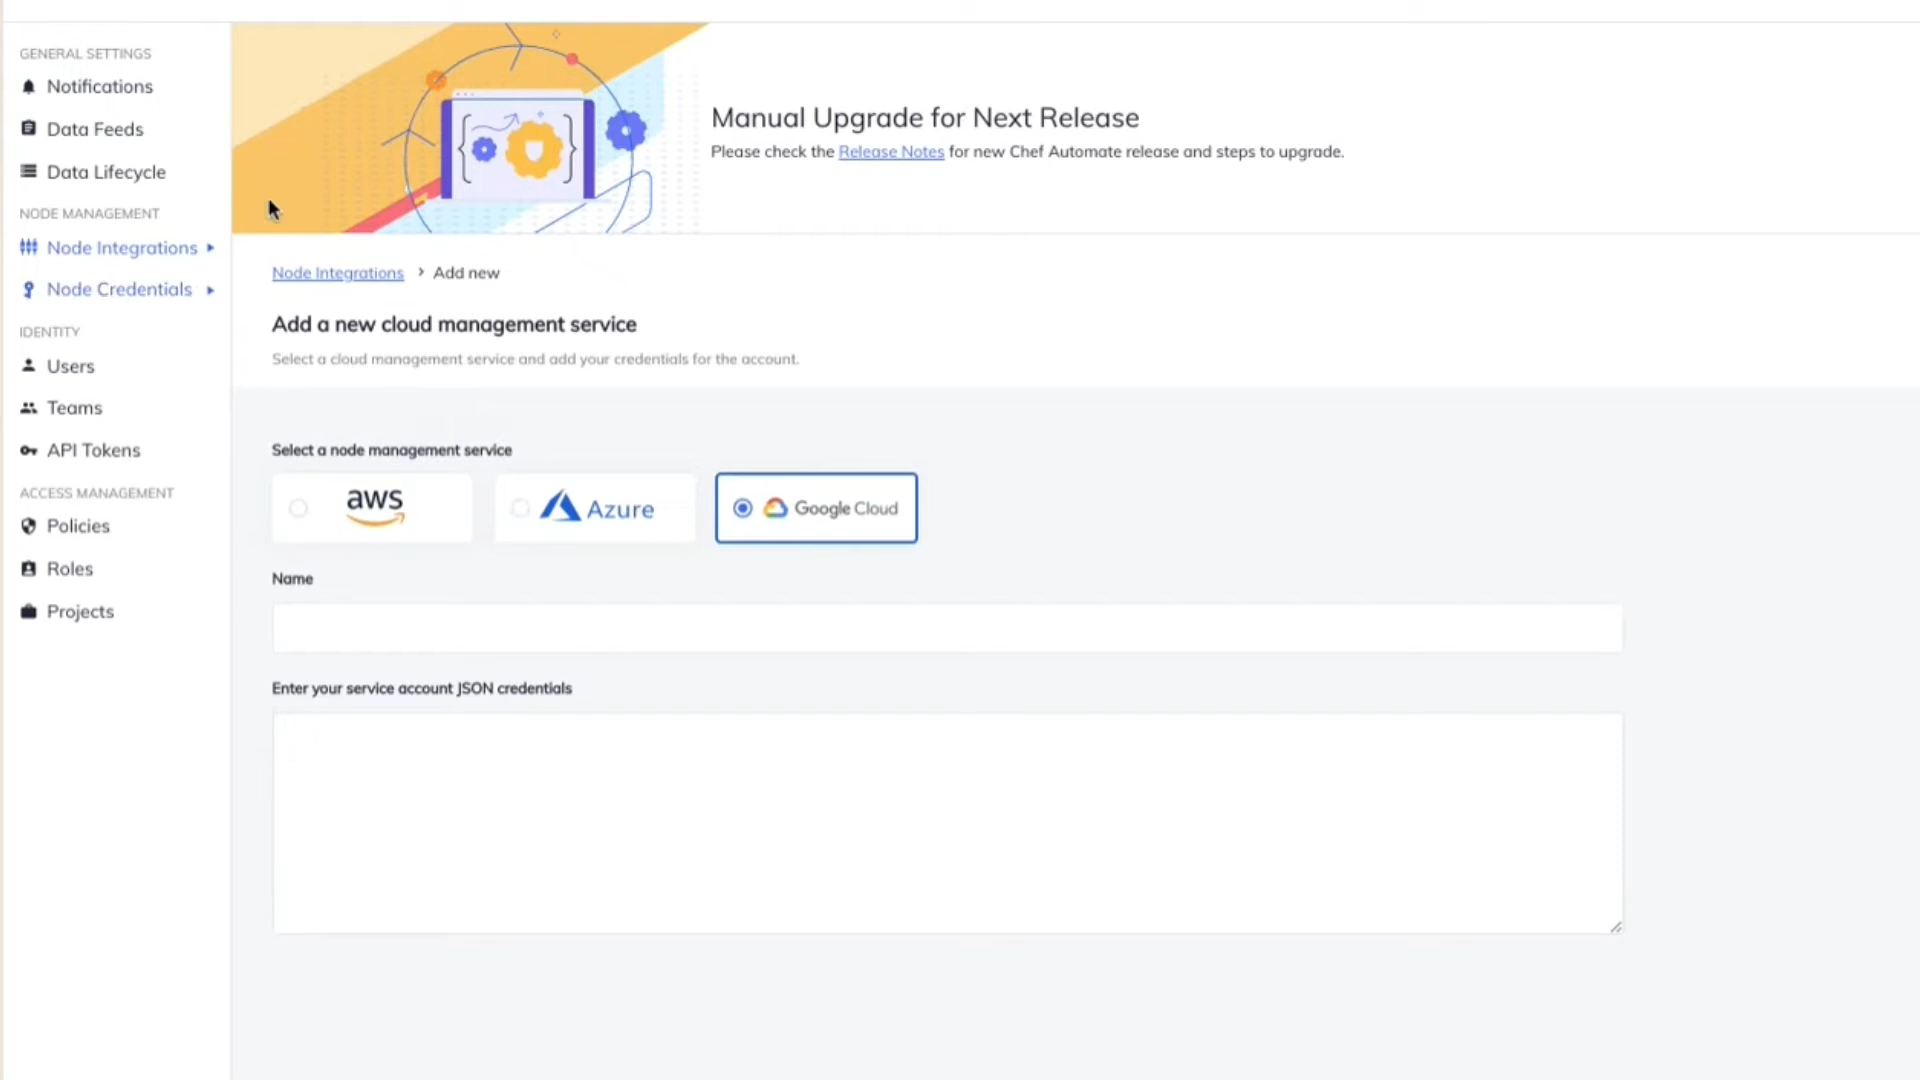 GENERAL SETTINGS
Notifications
Data Feeds
Data Lifecycle
NODE MANAGEMENT
Node Integrations
Node Credentials
IDENTITY
Users
Teams
API Tokens
ACCESS MANAGEMENT
Policies
Roles
Projects
Manual Upgrade for Next Release
Please check the Release Notes for new Chef Automate release and steps to upgrade.
Node Integrations › Add new
Add a new cloud management service
Select a cloud management service and add your credentials for the account.
Select a node management service
aws
Azure
Google Cloud
Name
Enter your service account JSON credentials